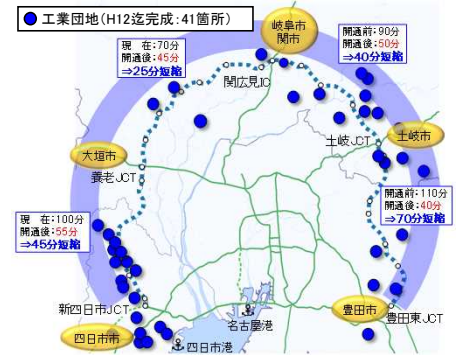 工業団地(H12迄完成:41箇所)
現　在:70分
開通後:45分
⇒25分短縮
岐阜市
関市
開通前:90分
開通後:50分
⇒40分短縮
関広見IC
土岐市
土岐JCT
大垣市
養老JCT
開通前:110分
開通後:40分
⇒70分短縮
現　在:100分
開通後:55分
⇒45分短縮
新四日市JCT
名古屋港
豊田市
豊田東JCT
四日市市
四日市港